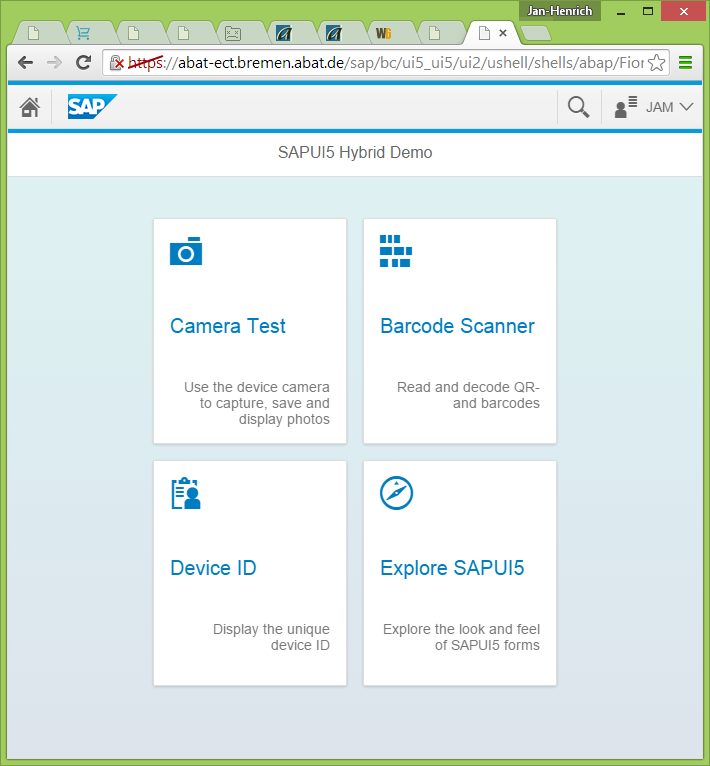 Jan-Henrich
https://abat-ect.bremen.abat.de/sap/bc/ui5_ui5/ui2/ushell/shells/abap/Fior
SAP
JAM
SAPUI5 Hybrid Demo
Camera Test
Use the device camera
to capture, save and
display photos
Barcode Scanner
Read and decode QR-
and barcodes
Device ID
Display the unique
device ID
Explore SAPUI5
Explore the look and feel
of SAPUI5 forms